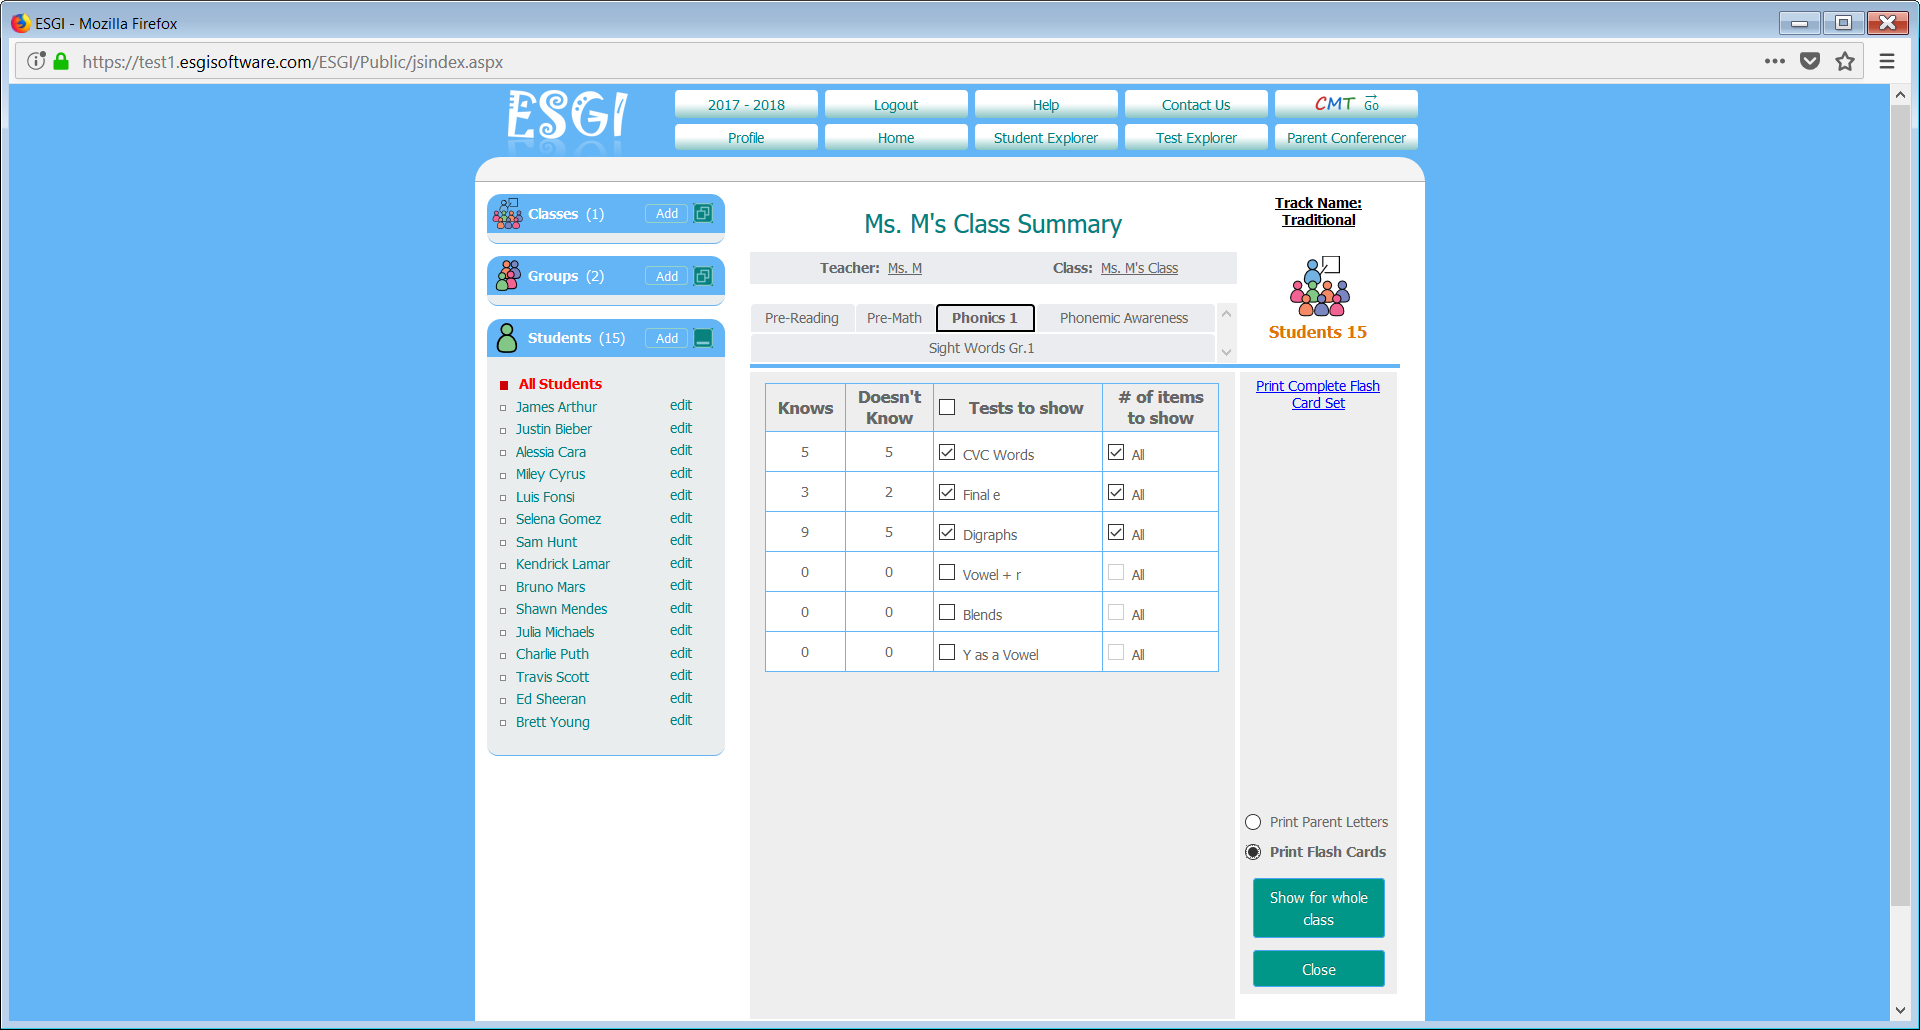 ESGI - Mozilla Firefox
https://test1.esgisoftware.com/ESGI/Public/jsindex.aspx
ESGI
2017 - 2018 Logout Help Contact Us CMT Go
Profile Home Student Explorer Test Explorer Parent Conferencer
Classes (1) Add
Groups (2) Add
Students (15) Add
All Students
James Arthur edit
Justin Bieber edit
Alessia Cara edit
Miley Cyrus edit
Luis Fonsi edit
Selena Gomez edit
Sam Hunt edit
Kendrick Lamar edit
Bruno Mars edit
Shawn Mendes edit
Julia Michaels edit
Charlie Puth edit
Travis Scott edit
Ed Sheeran edit
Brett Young edit
Ms. M's Class Summary
Teacher: Ms. M Class: Ms. M's Class
Pre-Reading Pre-Math Phonics 1 Phonemic Awareness
Sight Words Gr.1
Knows Doesn't Know Tests to show # of items to show
5 5 CVC Words All
3 2 Final e All
9 5 Digraphs All
0 0 Vowel + r All
0 0 Blends All
0 0 Y as a Vowel All
Track Name:
Traditional
Students 15
Print Complete Flash
Card Set
Print Parent Letters
Print Flash Cards
Show for whole
class
Close